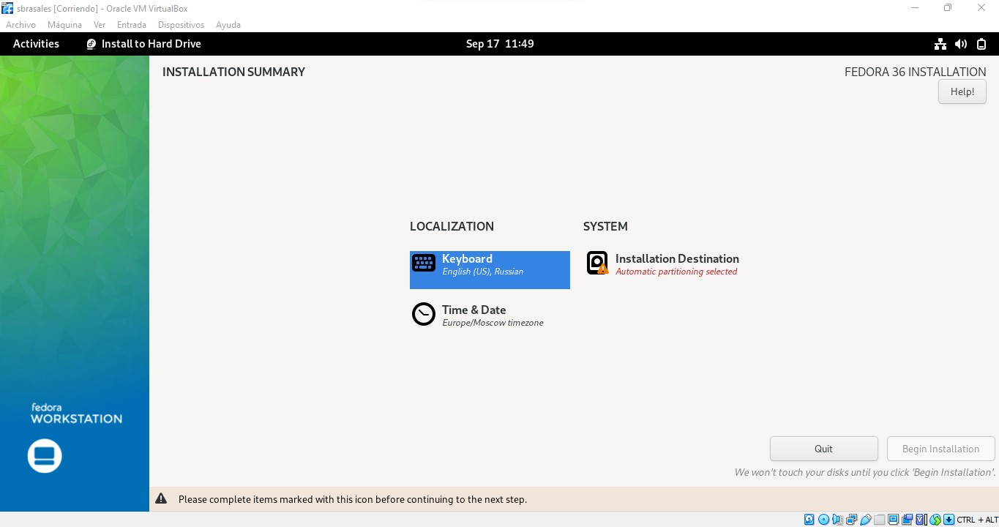 sbrasales [Corriendo] - Oracle VM VirtualBox
Archivo Máquina Ver Entrada Dispositivos Ayuda
Activities Install to Hard Drive Sep 17 11:49
INSTALLATION SUMMARY
FEDORA 36 INSTALLATION
Help!
LOCALIZATION
SYSTEM
Keyboard
English (US), Russian
Installation Destination
Automatic partitioning selected
Time & Date
Europe/Moscow timezone
fedora
WORKSTATION
Quit
Begin Installation
We won't touch your disks until you click 'Begin Installation'.
Please complete items marked with this icon before continuing to the next step.
CTRL + ALT